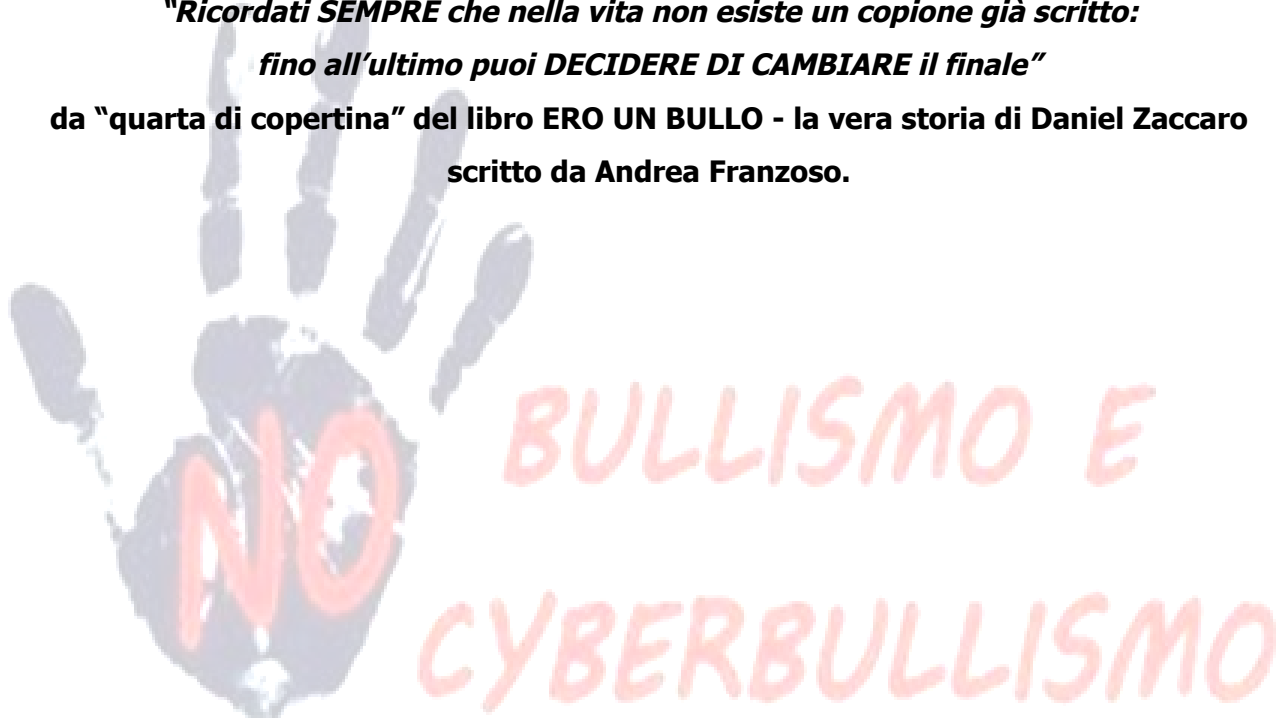 “Ricordati SEMPRE che nella vita non esiste un copione già scritto:
fino all’ultimo puoi DECIDERE DI CAMBIARE il finale”
da “quarta di copertina” del libro ERO UN BULLO - la vera storia di Daniel Zaccaro
scritto da Andrea Franzoso.
BULLISMO E
NO
CYBERBULLISMO